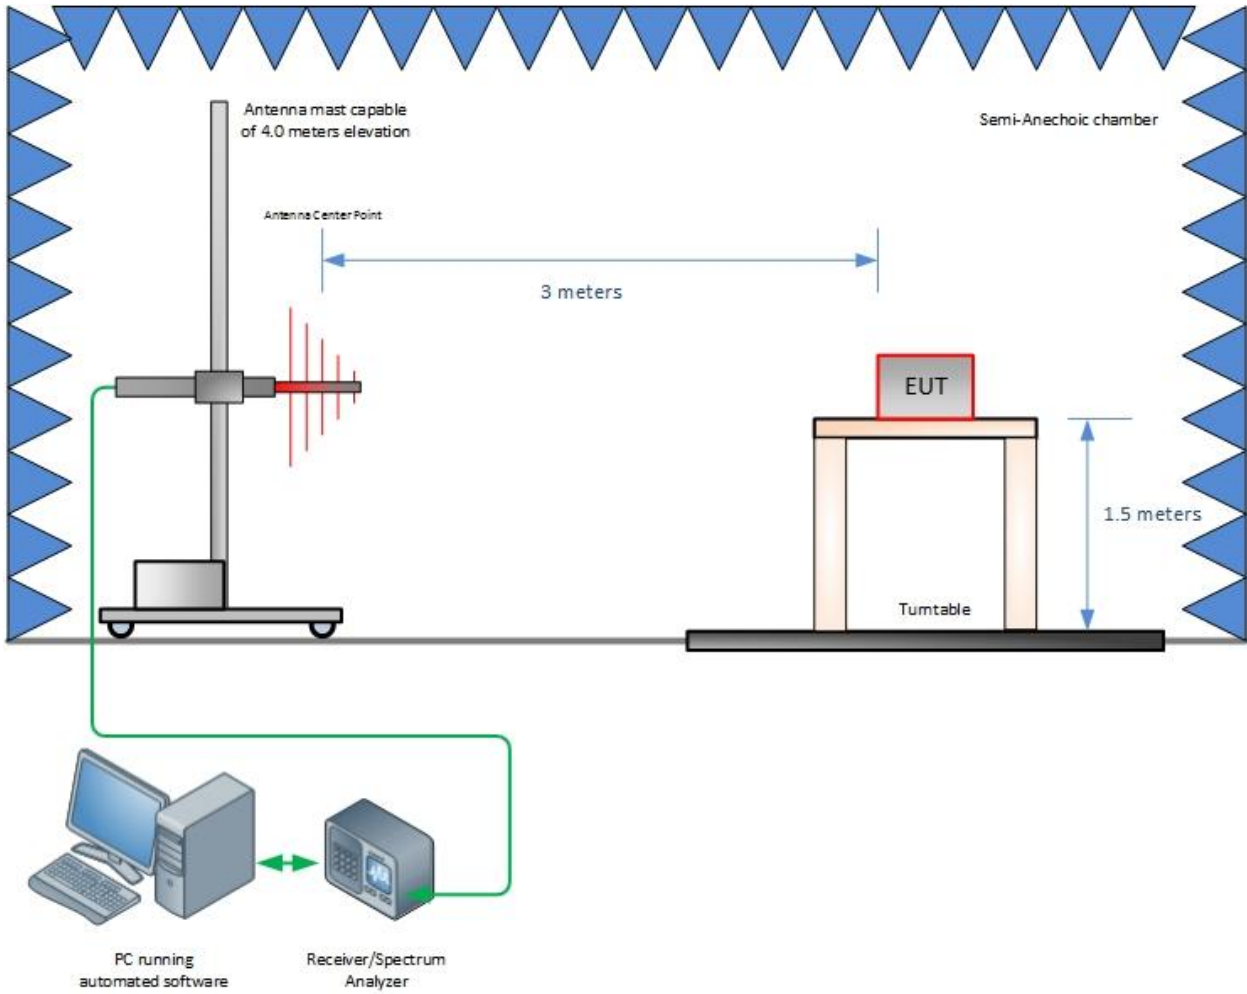 Antenna mast capable
of 4.0 meters elevation
Semi-Anechoic chamber
Antenna Center Point
3 meters
EUT
1.5 meters
Turntable
PC running
automated software
Receiver/Spectrum
Analyzer